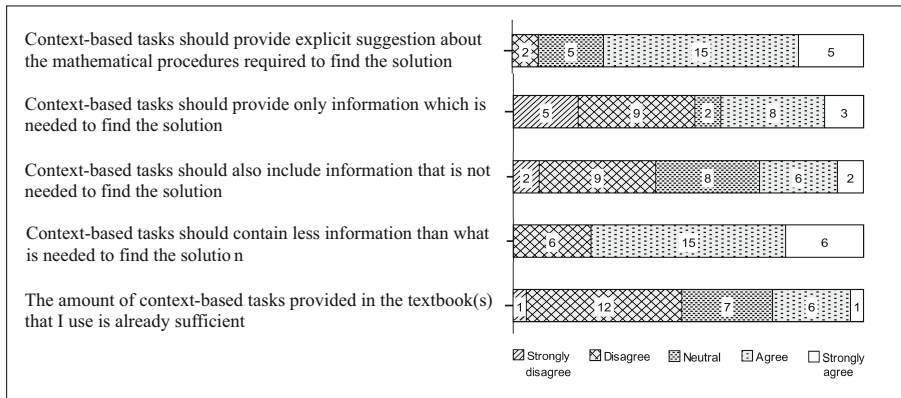 Context-based tasks should provide explicit suggestion about
the mathematical procedures required to find the solution
2 5 15 5
Context-based tasks should provide only information which is
needed to find the solution
5 9 2 8 3
Context-based tasks should also include information that is not
needed to find the solution
2 9 8 6 2
Context-based tasks should contain less information than what
is needed to find the solution
6 15 6
The amount of context-based tasks provided in the textbook(s)
that I use is already sufficient
1 12 7 6 1
Strongly disagree
Disagree
Neutral
Agree
Strongly agree